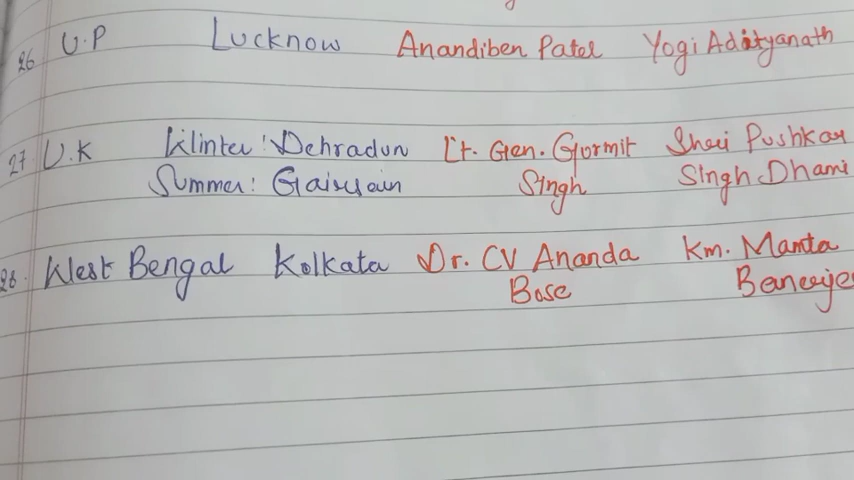 26 U.P Lucknow Anandiben Patel Yogi Adityanath
27. U.K Winter: Dehradun Lt. Gen. Gurmit Shri Pushkar
Summer: Gairsain Singh Singh Dhami
28. West Bengal Kolkata Dr. CV Ananda Km. Mamta
Bose Banerjee